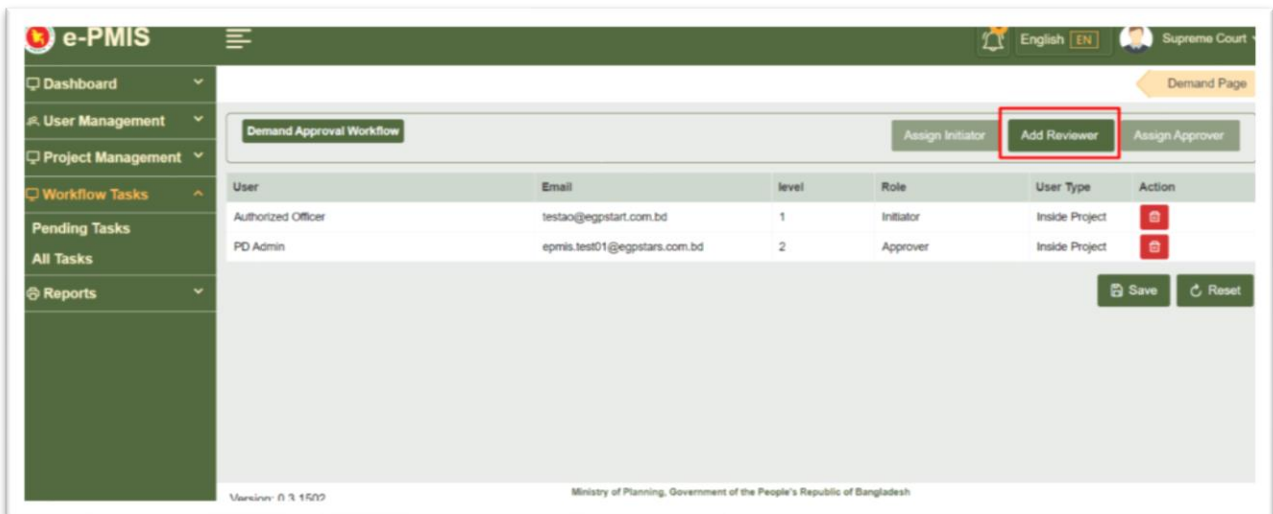 e-PMIS
English EN
Supreme Court
Dashboard
Demand Page
User Management
Demand Approval Workflow
Assign Initiator
Add Reviewer
Assign Approver
Project Management
Workflow Tasks
User Email level Role User Type Action
Authorized Officer testao@egpstart.com.bd 1 Initiator Inside Project
Pending Tasks
PD Admin epmis.test01@egpstars.com.bd 2 Approver Inside Project
All Tasks
Reports
Save
Reset
Version: 0.3.1502
Ministry of Planning, Government of the People's Republic of Bangladesh